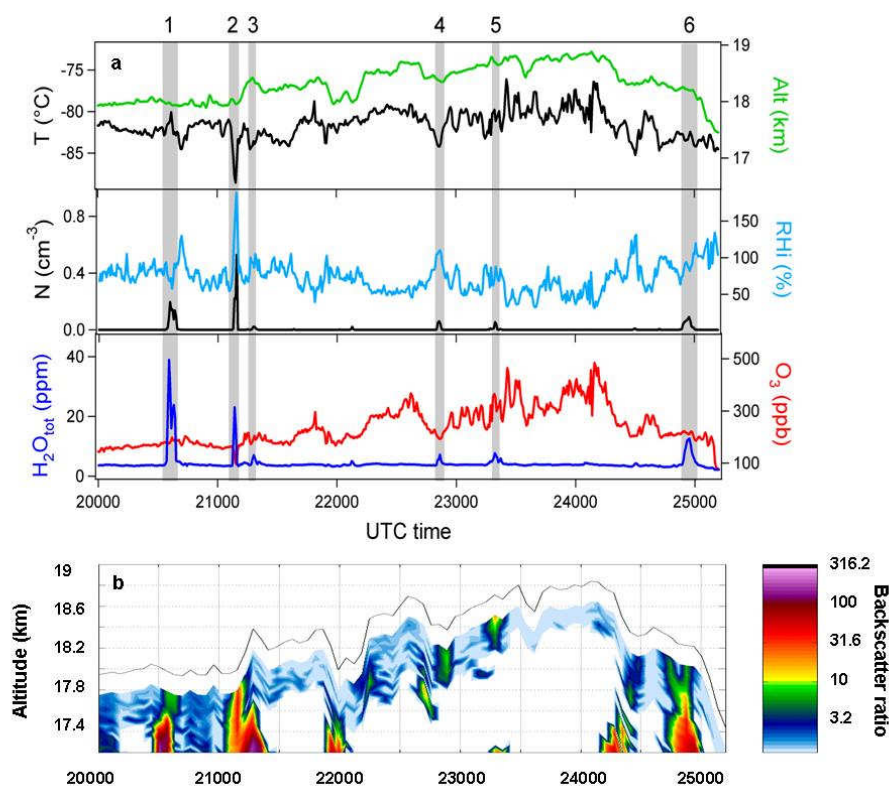 1 2 3 4 5 6
a
T (°C)
-75
-80
-85
19
18
17
Alt (km)
N (cm⁻³)
0.8
0.4
0.0
150
100
50
RHi (%)
H₂Otot (ppm)
40
20
0
500
300
100
O₃ (ppb)
20000 21000 22000 23000 24000 25000
UTC time
b
Altitude (km)
19
18.6
18.2
17.8
17.4
20000 21000 22000 23000 24000 25000
316.2
100
31.6
10
3.2
Backscatter ratio